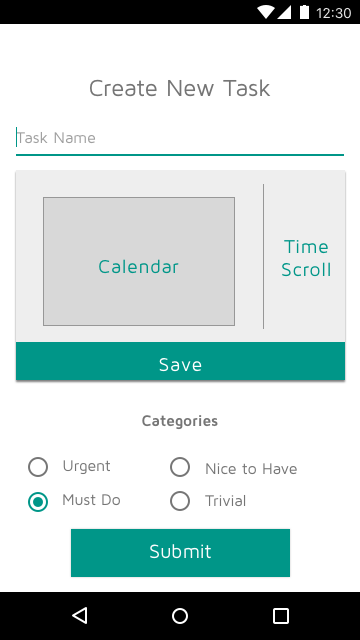 12:30
Create New Task
Task Name
Calendar
Time
Scroll
Save
Categories
Urgent
Nice to Have
Must Do
Trivial
Submit